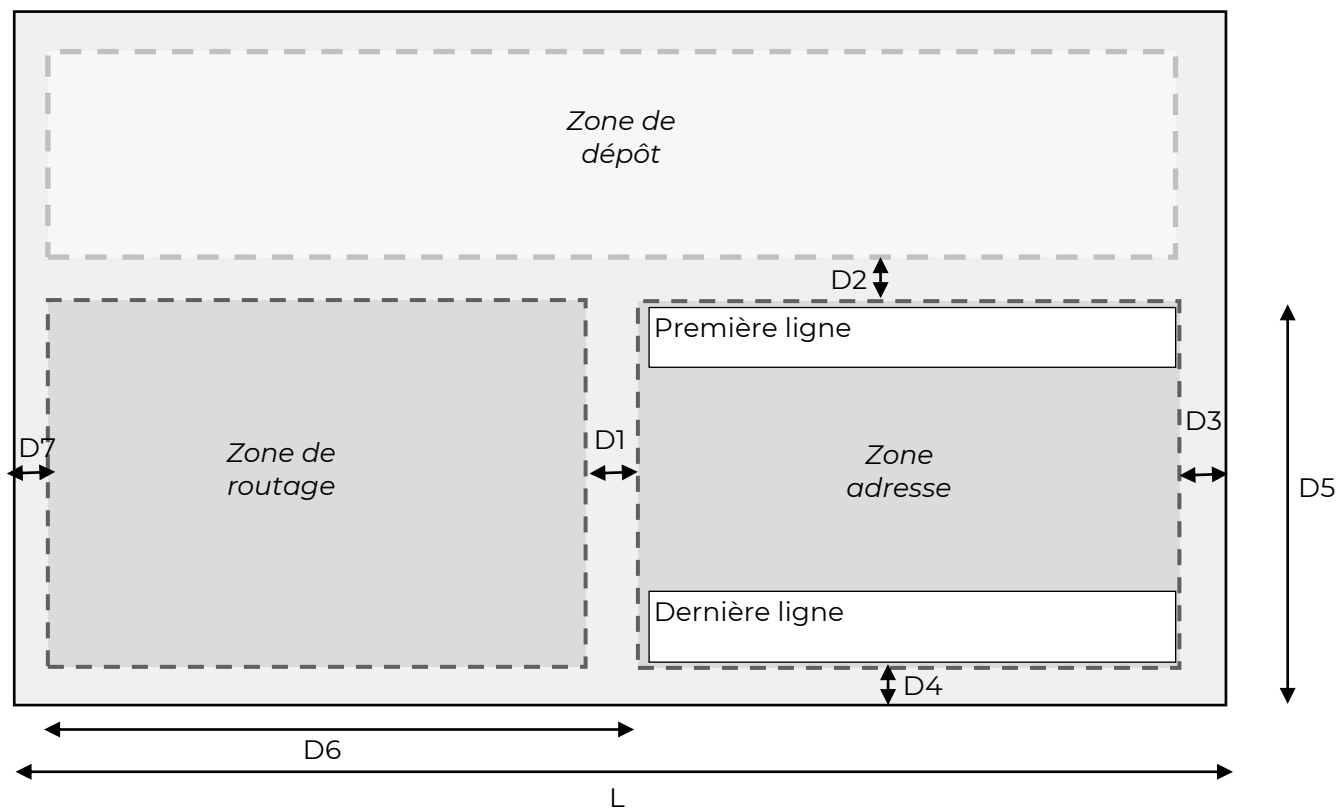 Zone de
dépôt
D2
Première ligne
D7
Zone de
routage
D1
Zone
adresse
D3
D5
Dernière ligne
D4
D6
L